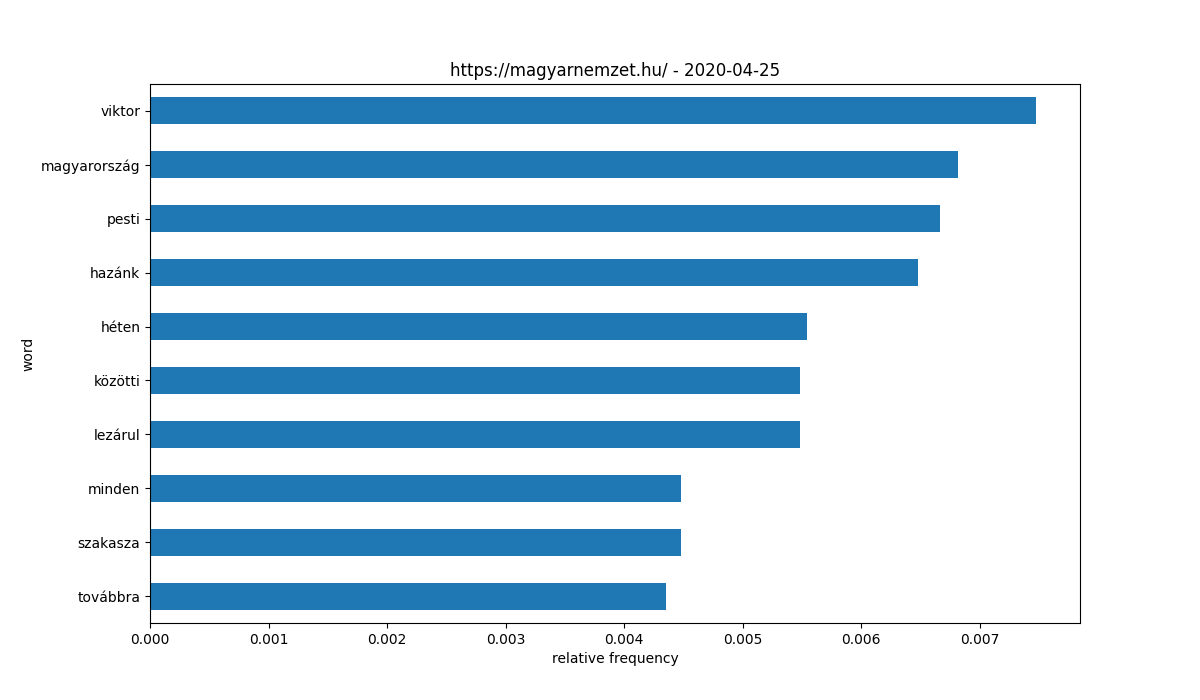 https://magyarnemzet.hu/ - 2020-04-25
word
viktor
magyarország
pesti
hazánk
héten
közötti
lezárul
minden
szakasza
továbbra
0.000 0.001 0.002 0.003 0.004 0.005 0.006 0.007
relative frequency